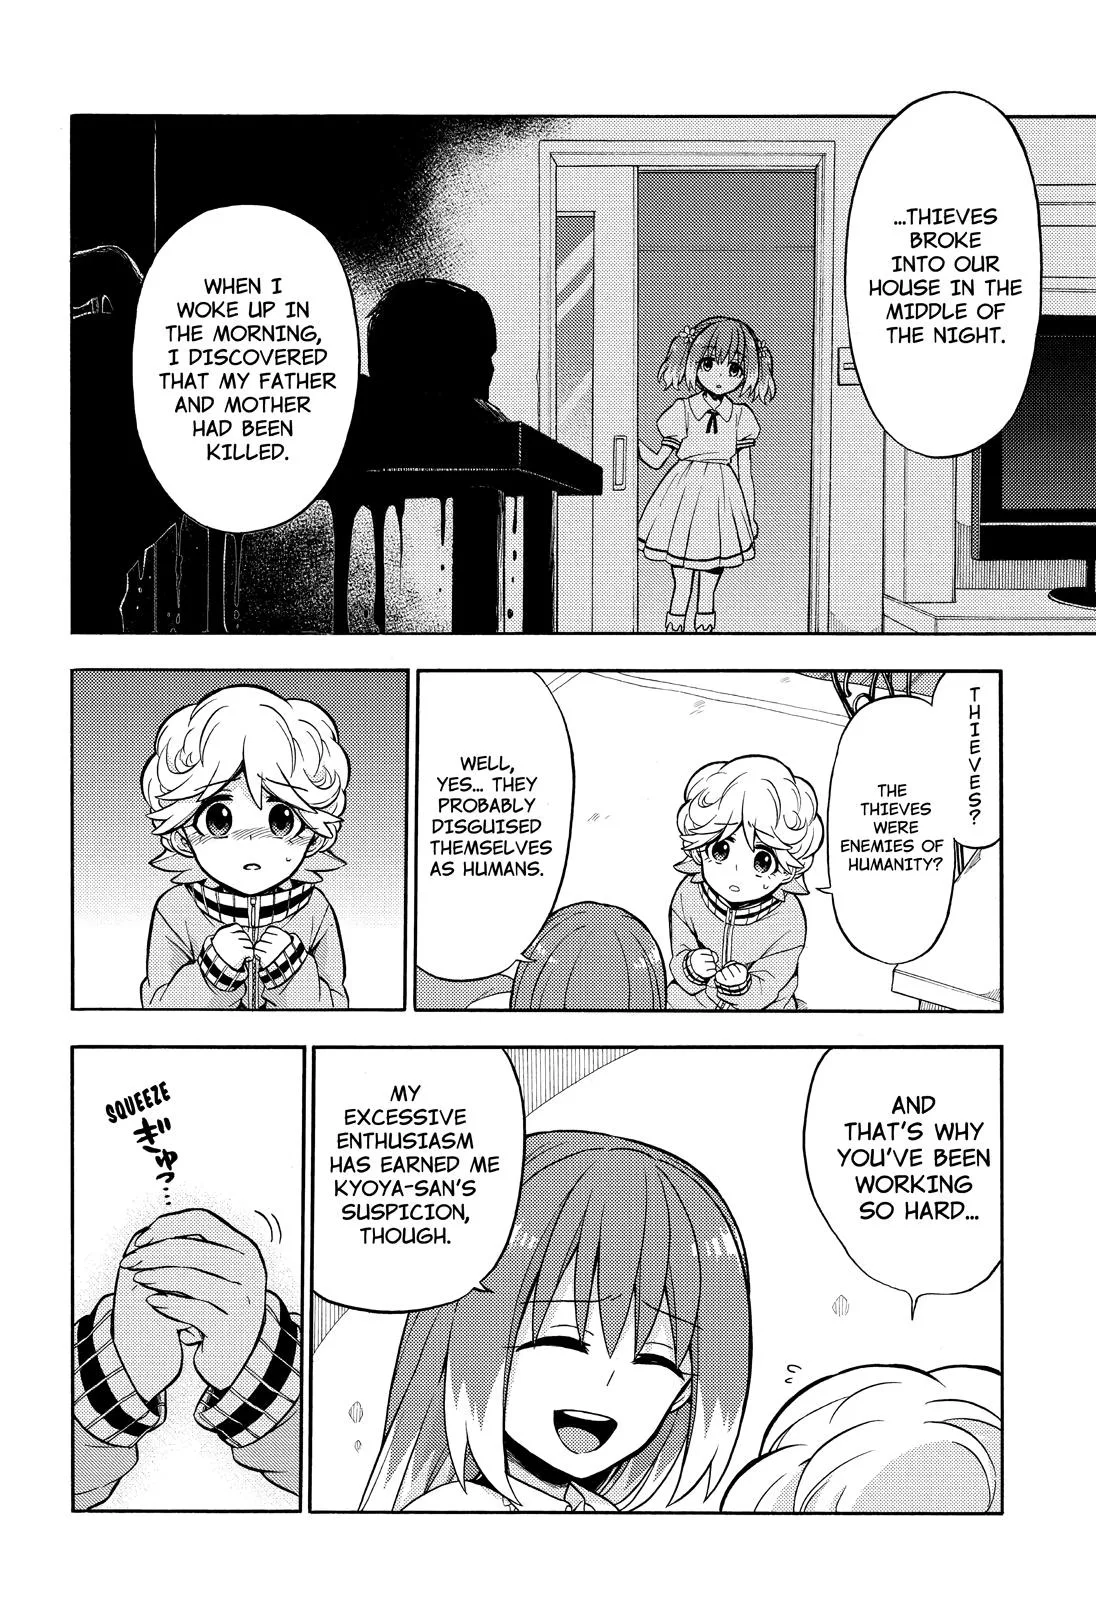 ...THIEVES
BROKE
INTO OUR
HOUSE IN THE
MIDDLE OF
THE NIGHT.
WHEN I
WOKE UP IN
THE MORNING,
I DISCOVERED
THAT MY FATHER
AND MOTHER
HAD BEEN
KILLED.
THIEVES?
THE
THIEVES WERE
ENEMIES OF
HUMANITY?
WELL,
YES... THEY
PROBABLY
DISGUISED
THEMSELVES
AS HUMANS.
AND
THAT'S WHY
YOU'VE BEEN
WORKING
SO HARD...
MY
EXCESSIVE
ENTHUSIASM
HAS EARNED ME
KYOYA-SAN'S
SUSPICION,
THOUGH.
SQUEEZE
ぎゅっ…